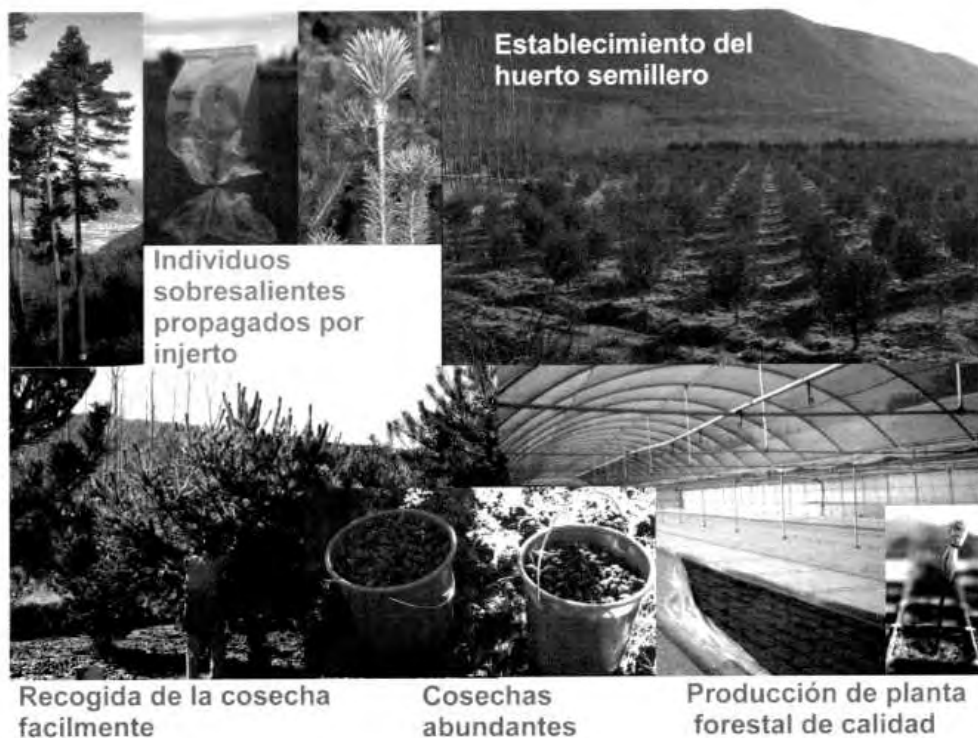 Establecimiento del
huerto semillero
Individuos
sobresalientes
propagados por
injerto
Recogida de la cosecha
facilmente
Cosechas
abundantes
Producción de planta
forestal de calidad